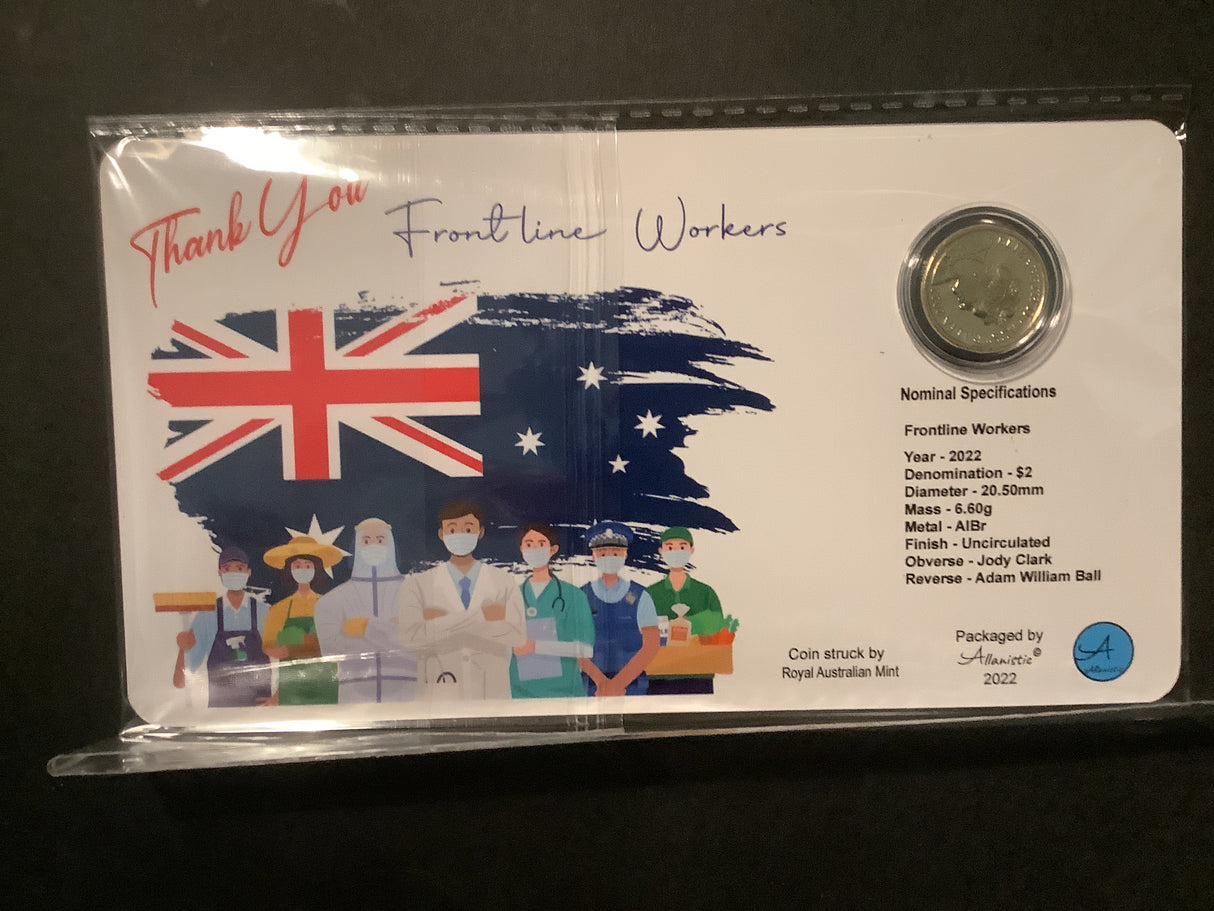 Thank You Frontline Workers
Nominal Specifications
Frontline Workers
Year - 2022
Denomination - $2
Diameter - 20.50mm
Mass - 6.60g
Metal - AlBr
Finish - Uncirculated
Obverse - Jody Clark
Reverse - Adam William Ball
Coin struck by
Royal Australian Mint
Packaged by
Allanistic©
2022
A
Allanistic